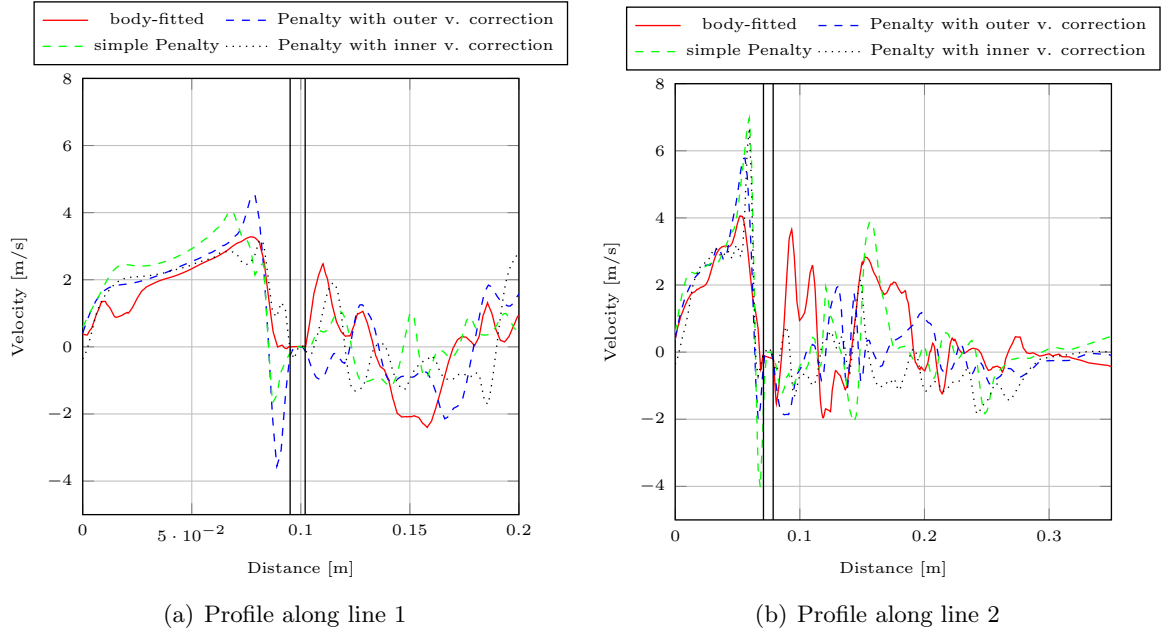 body-fitted Penalty with outer v. correction
simple Penalty Penalty with inner v. correction
8
6
4
2
0
−2
−4
0 5 · 10−2 0.1 0.15 0.2
Velocity [m/s]
Distance [m]
(a) Profile along line 1
body-fitted Penalty with outer v. correction
simple Penalty Penalty with inner v. correction
8
6
4
2
0
−2
−4
0 0.1 0.2 0.3
Velocity [m/s]
Distance [m]
(b) Profile along line 2